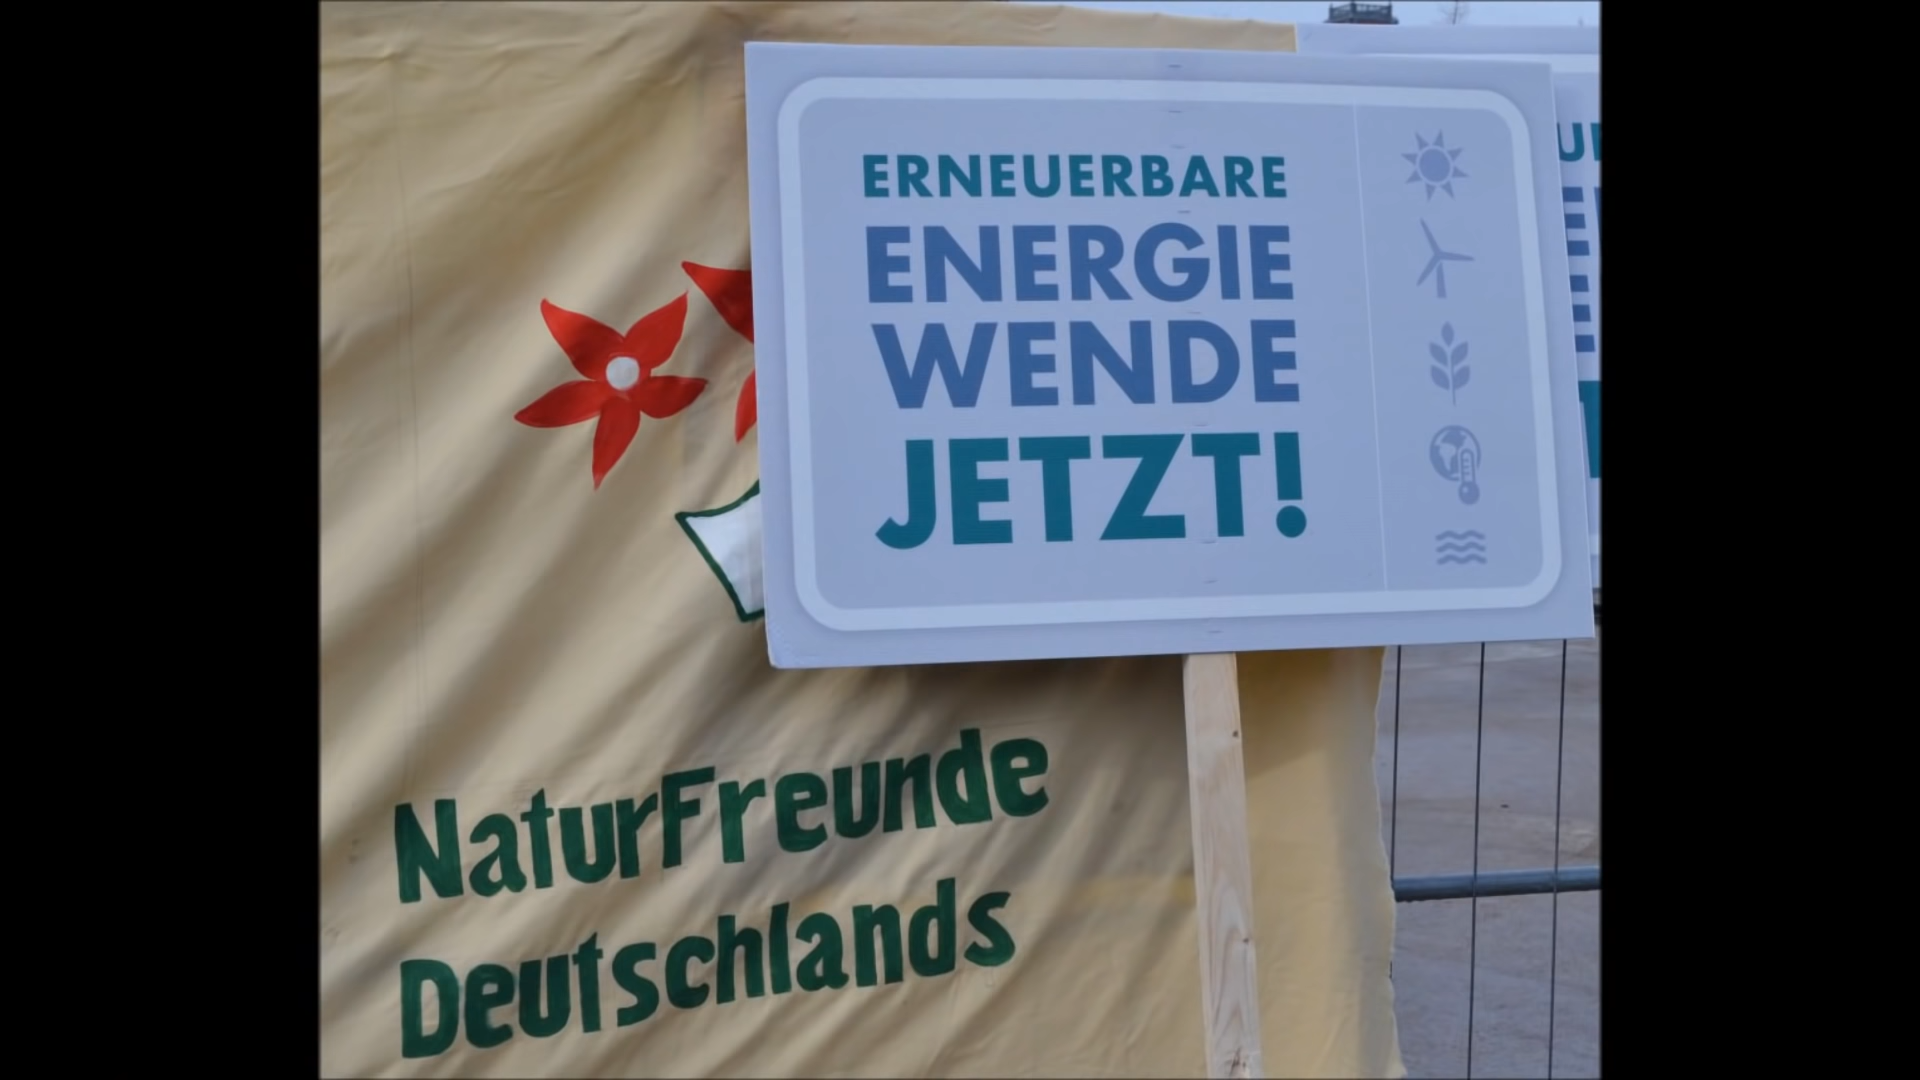 ERNEUERBARE
ENERGIE
WENDE
JETZT!
NaturFreunde
Deutschlands